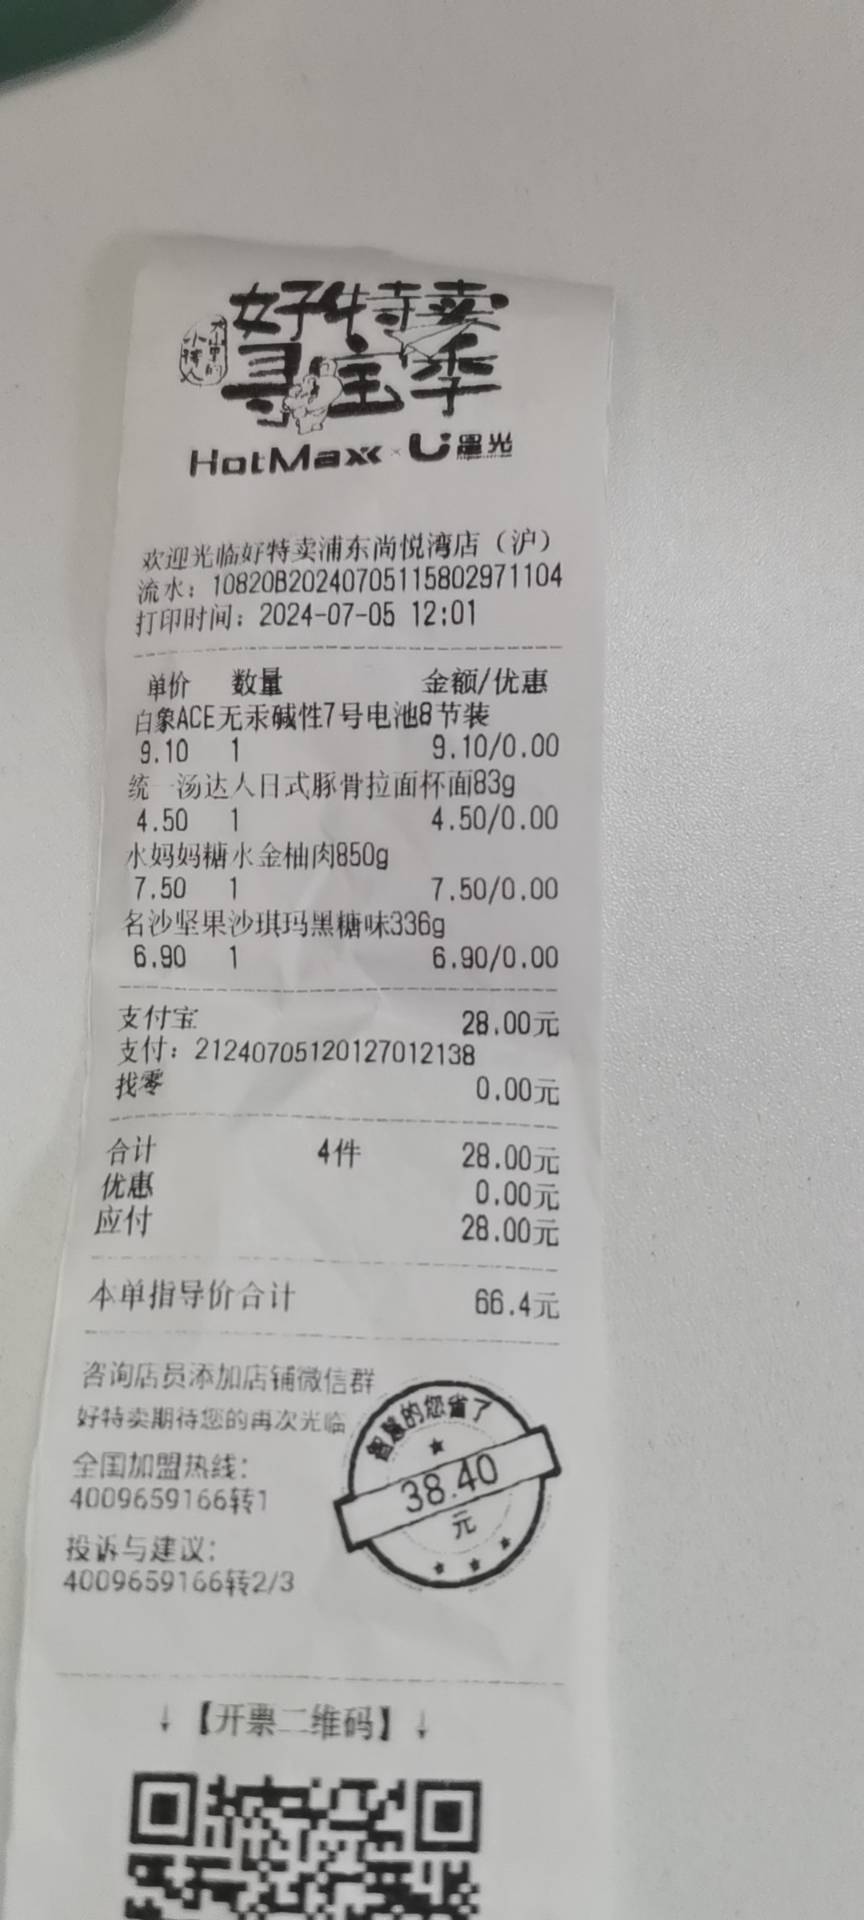 好特卖
寻宝季
HotMaxx × U 星光
欢迎光临好特卖浦东尚悦湾店（沪）
流水：10820B20240705115802971104
打印时间：2024-07-05 12:01
单价 数量 金额/优惠
白象ACE无汞碱性7号电池8节装
9.10 1 9.10/0.00
统一汤达人日式豚骨拉面杯面83g
4.50 1 4.50/0.00
水妈妈糖水金柚肉850g
7.50 1 7.50/0.00
名沙坚果沙琪玛黑糖味336g
6.90 1 6.90/0.00
支付宝 28.00元
支付：212407051201270121​38
找零 0.00元
合计 4件 28.00元
优惠 0.00元
应付 28.00元
本单指导价合计 66.4元
咨询店员添加店铺微信群
好特卖期待您的再次光临
全国加盟热线：
4009659166转1
投诉与建议：
4009659166转2/3
智慧的您省了
38.40
元
↓【开票二维码】↓